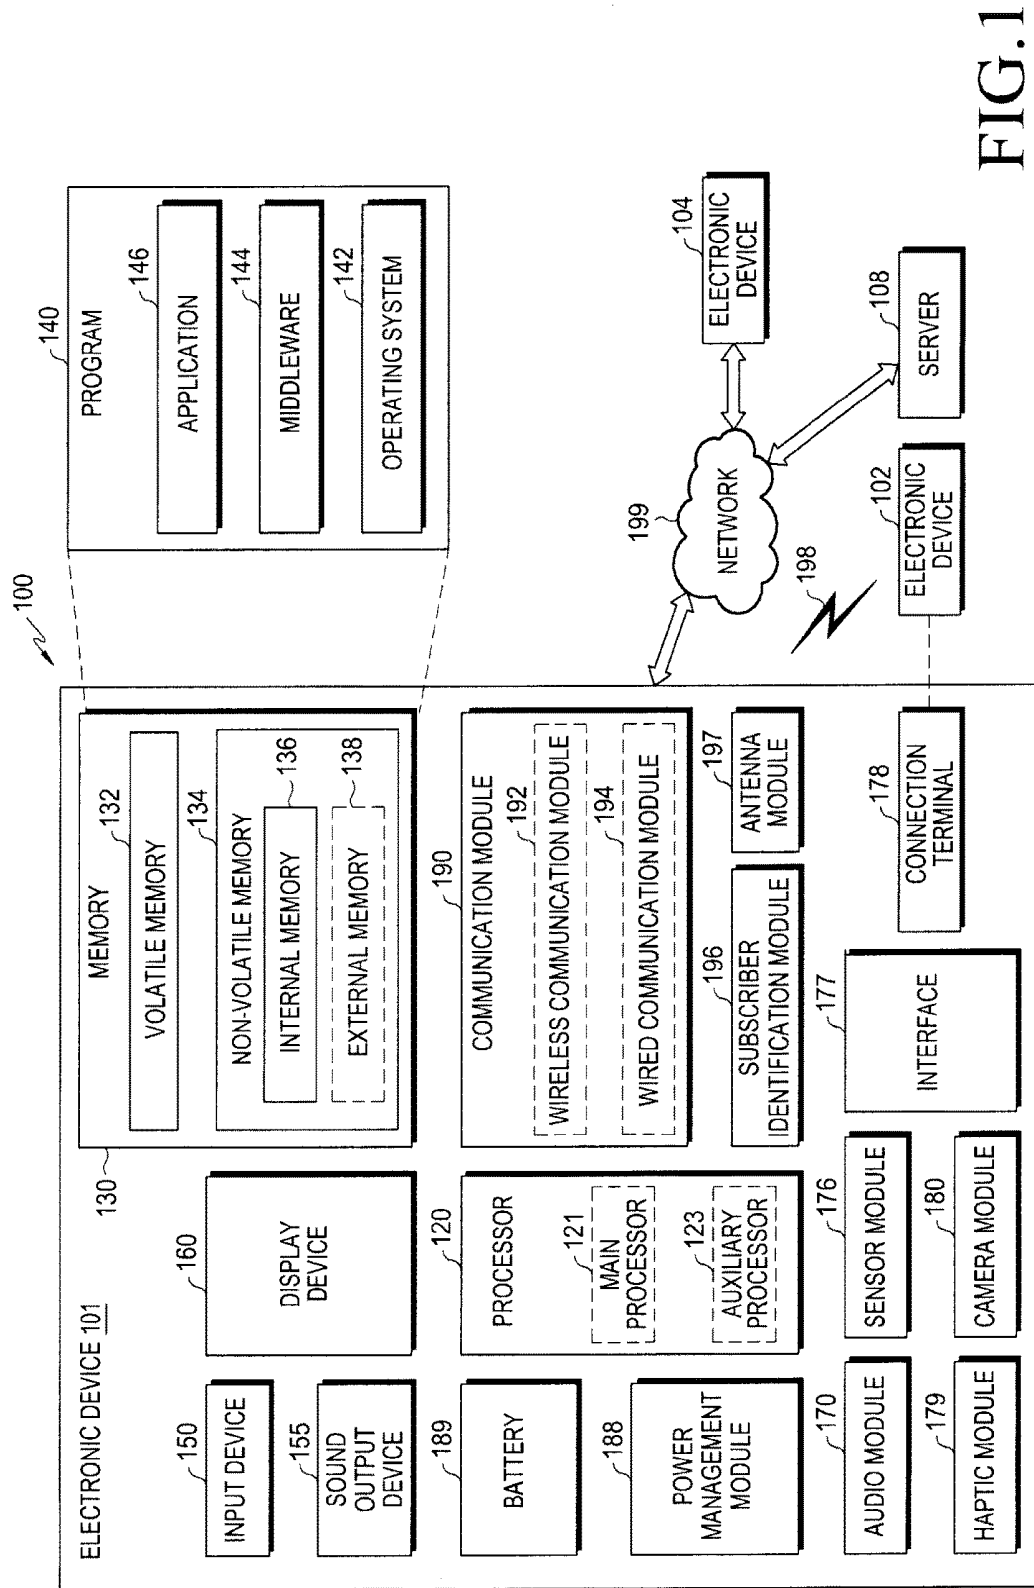 100
ELECTRONIC DEVICE 101
150
INPUT DEVICE
155
SOUND
OUTPUT
DEVICE
160
DISPLAY
DEVICE
130
MEMORY
132
VOLATILE MEMORY
134
NON-VOLATILE MEMORY
136
INTERNAL MEMORY
138
EXTERNAL MEMORY
140
PROGRAM
146
APPLICATION
144
MIDDLEWARE
142
OPERATING SYSTEM
189
BATTERY
188
POWER
MANAGEMENT
MODULE
120
PROCESSOR
121
MAIN
PROCESSOR
123
AUXILIARY
PROCESSOR
190
COMMUNICATION MODULE
192
WIRELESS COMMUNICATION MODULE
194
WIRED COMMUNICATION MODULE
196
SUBSCRIBER
IDENTIFICATION MODULE
197
ANTENNA
MODULE
199
NETWORK
104
ELECTRONIC
DEVICE
198
170
AUDIO MODULE
176
SENSOR MODULE
177
INTERFACE
178
CONNECTION
TERMINAL
102
ELECTRONIC
DEVICE
108
SERVER
179
HAPTIC MODULE
180
CAMERA MODULE
FIG.1